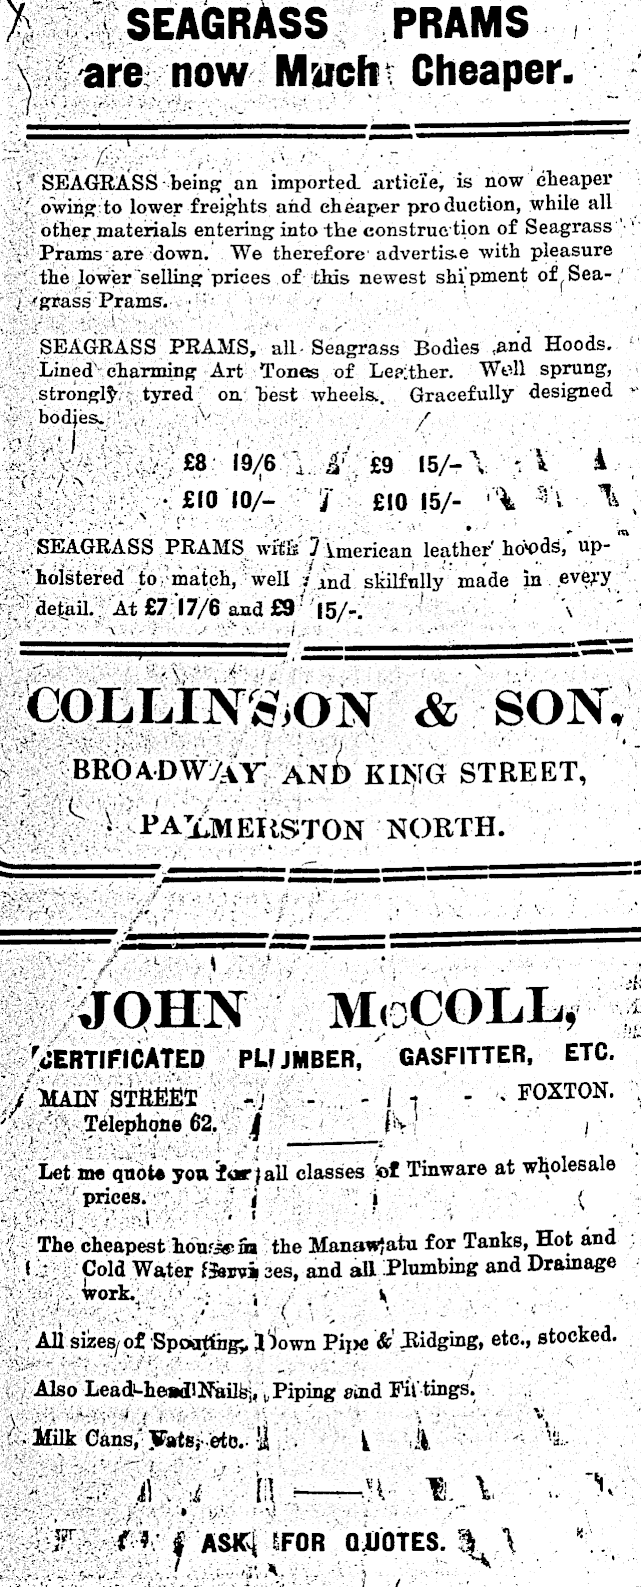 SEAGRASS PRAMS
are now Much Cheaper.
SEAGRASS being an imported article, is now cheaper
owing to lower freights and cheaper production, while all
other materials entering into the construction of Seagrass
Prams are down. We therefore advertise with pleasure
the lower selling prices of this newest shipment of Sea-
grass Prams.
SEAGRASS PRAMS, all Seagrass Bodies and Hoods.
Lined charming Art Tones of Leather. Well sprung,
strongly tyred on best wheels. Gracefully designed
bodies.
£8 19/6 £9 15/-
£10 10/- £10 15/-
SEAGRASS PRAMS with American leather hoods, up-
holstered to match, well and skilfully made in every
detail. At £7 17/6 and £9 15/-.
COLLINSON & SON,
BROADWAY AND KING STREET,
PALMERSTON NORTH.
JOHN McCOLL,
CERTIFICATED PLUMBER, GASFITTER, ETC.
MAIN STREET - - - - - FOXTON.
Telephone 62.
Let me quote you for all classes of Tinware at wholesale
prices.
The cheapest house in the Manawatu for Tanks, Hot and
Cold Water Services, and all Plumbing and Drainage
work.
All sizes of Spouting, Down Pipe & Ridging, etc., stocked.
Also Lead-head Nails, Piping and Fittings.
Milk Cans, Vats, etc.
ASK FOR QUOTES.